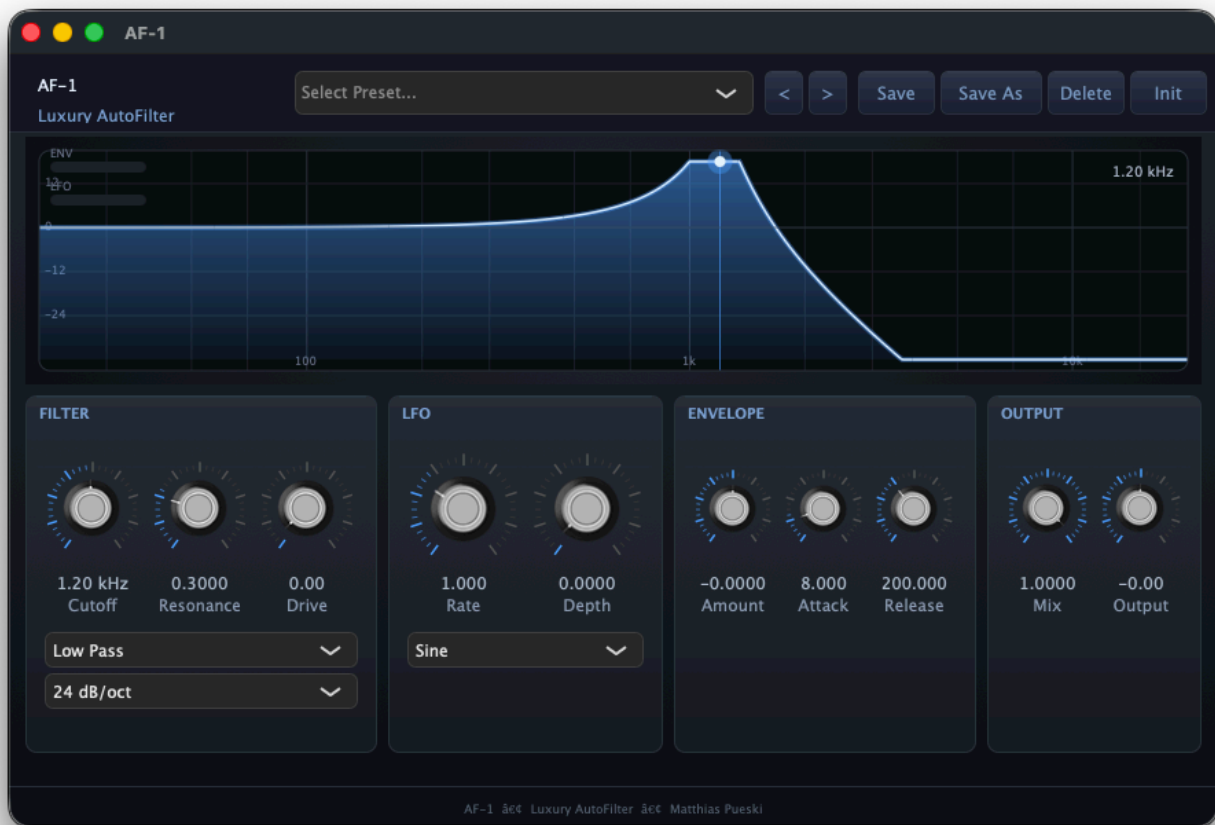 AF-1
AF-1
Luxury AutoFilter
Select Preset...
<
>
Save
Save As
Delete
Init
ENV
12
LFO
0
-12
-24
100
1k
10k
1.20 kHz
FILTER
1.20 kHz
0.3000
0.00
Cutoff
Resonance
Drive
Low Pass
24 dB/oct
LFO
1.000
0.0000
Rate
Depth
Sine
ENVELOPE
-0.0000
8.000
200.000
Amount
Attack
Release
OUTPUT
1.0000
-0.00
Mix
Output
AF-1 â€¢ Luxury AutoFilter â€¢ Matthias Pueski